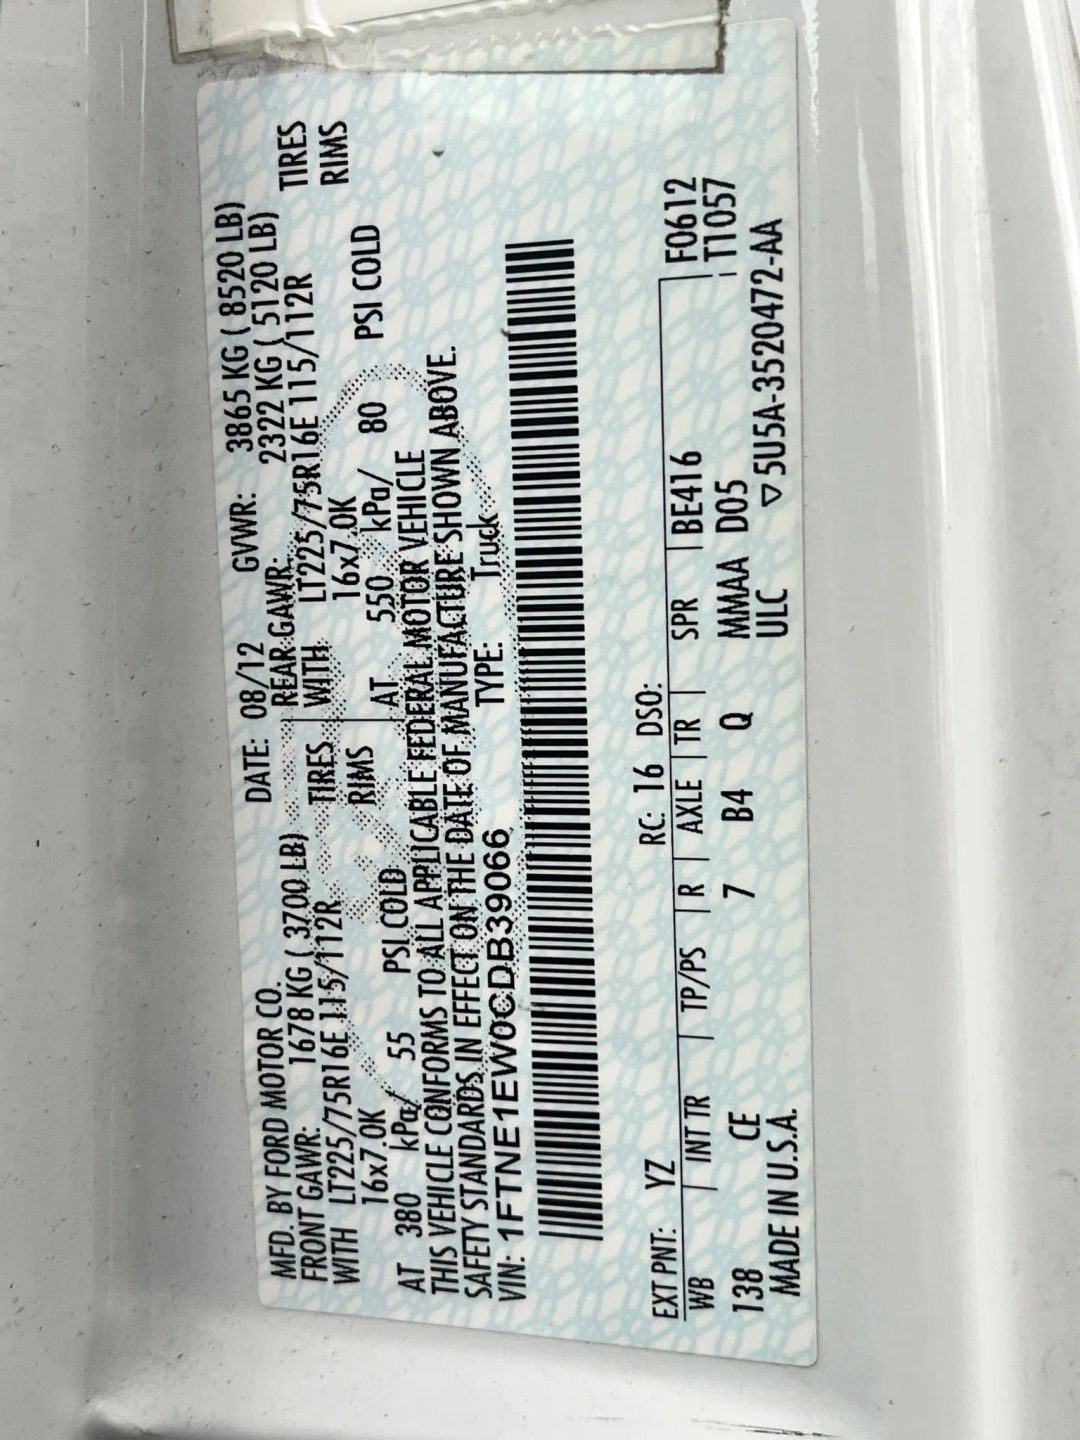 MFD. BY FORD MOTOR CO. DATE: 08/12 GVWR: 3865 KG ( 8520 LB)
FRONT GAWR: 1678 KG ( 3700 LB) REAR GAWR: 2322 KG ( 5120 LB)
WITH LT225/75R16E 115/112R TIRES WITH LT225/75R16E 115/112R TIRES
16x7.0K RIMS 16x7.0K RIMS
AT 380 kPa/ 55 PSI COLD AT 550 kPa/ 80 PSI COLD
THIS VEHICLE CONFORMS TO ALL APPLICABLE FEDERAL MOTOR VEHICLE
SAFETY STANDARDS IN EFFECT ON THE DATE OF MANUFACTURE SHOWN ABOVE.
VIN: 1FTNE1EW0CDB39066 TYPE: Truck
EXT PNT: YZ RC: 16 DSO: F0612
WB INT TR TP/PS R AXLE TR SPR BE416 T1057
138 CE 7 B4 Q MMAA D05
MADE IN U.S.A. ULC ▽5U5A-3520472-AA